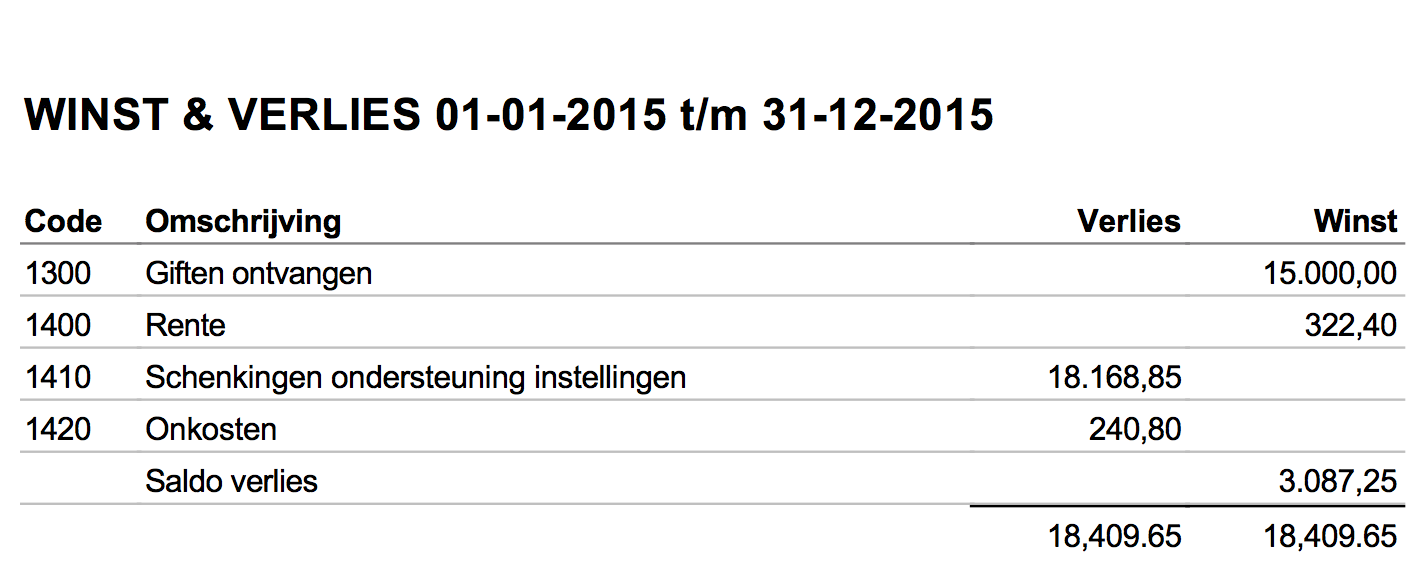 WINST & VERLIES 01-01-2015 t/m 31-12-2015
Code Omschrijving Verlies Winst
1300 Giften ontvangen 15.000,00
1400 Rente 322,40
1410 Schenkingen ondersteuning instellingen 18.168,85
1420 Onkosten 240,80
Saldo verlies 3.087,25
18,409.65 18,409.65